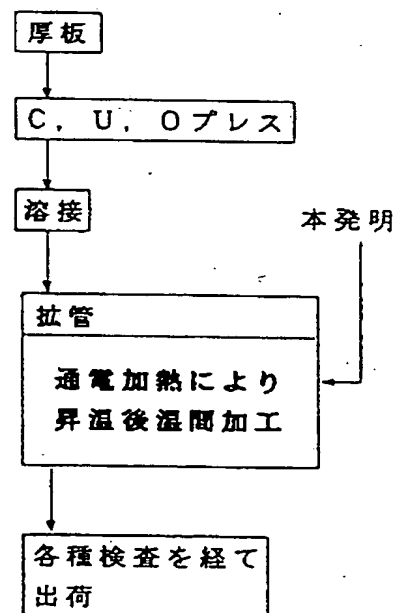 厚板
C, U, Oプレス
溶接
本発明
拡管
通電加熱により
昇温後温間加工
各種検査を経て
出荷